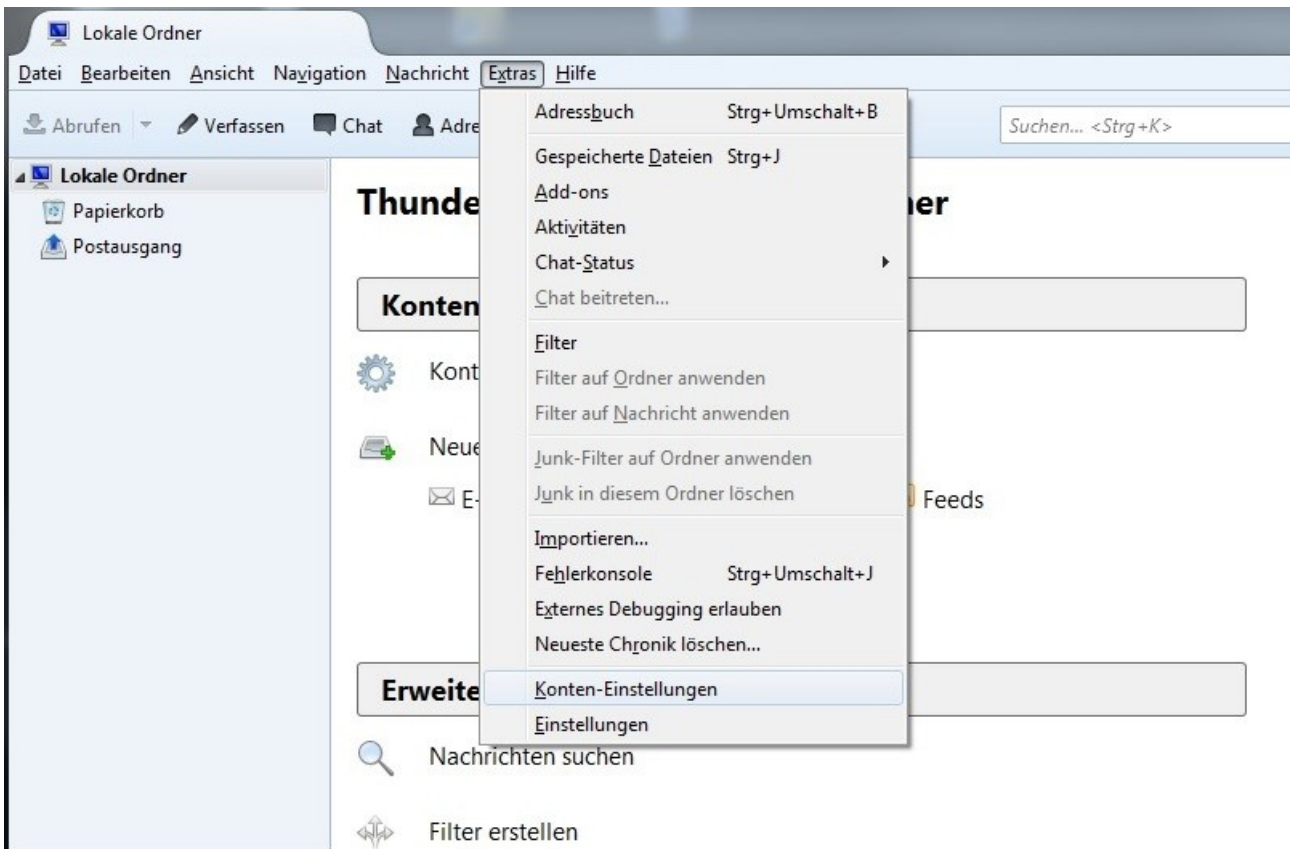 Lokale Ordner
Datei Bearbeiten Ansicht Navigation Nachricht Extras Hilfe
Abrufen Verfassen Chat Adre
Suchen... <Strg+K>
Lokale Ordner
Papierkorb
Postausgang
Adressbuch Strg+Umschalt+B
Gespeicherte Dateien Strg+J
Add-ons
Aktivitäten
Chat-Status
Chat beitreten...
Filter
Filter auf Ordner anwenden
Filter auf Nachricht anwenden
Junk-Filter auf Ordner anwenden
Junk in diesem Ordner löschen
Importieren...
Fehlerkonsole Strg+Umschalt+J
Externes Debugging erlauben
Neueste Chronik löschen...
Konten-Einstellungen
Einstellungen
Thunde er
Konten
Kont
Neue
E- Feeds
Erweite
Nachrichten suchen
Filter erstellen